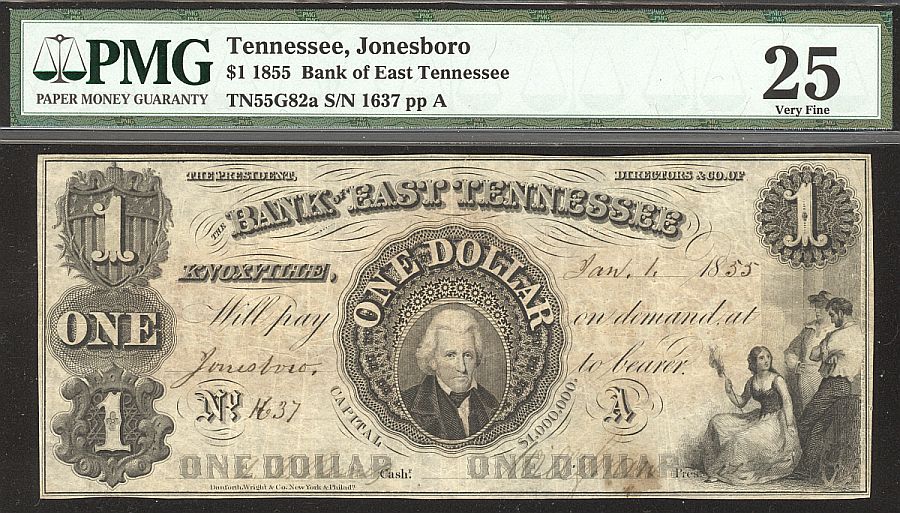 PMG
PAPER MONEY GUARANTY
Tennessee, Jonesboro
$1 1855 Bank of East Tennessee
TN55G82a S/N 1637 pp A
25
Very Fine
THE PRESIDENT, DIRECTORS & CO. OF
THE BANK OF EAST TENNESSEE
1
1
KNOXVILLE,
ONE DOLLAR
Jan. 1. 1855
ONE
Will pay on demand, at
Jonesboro, to bearer.
1
No 1637
CAPITAL $1,000,000.
A
ONE DOLLAR Cash.r ONE DOLLAR Pres.
Danforth, Wright & Co. New York & Philad.a